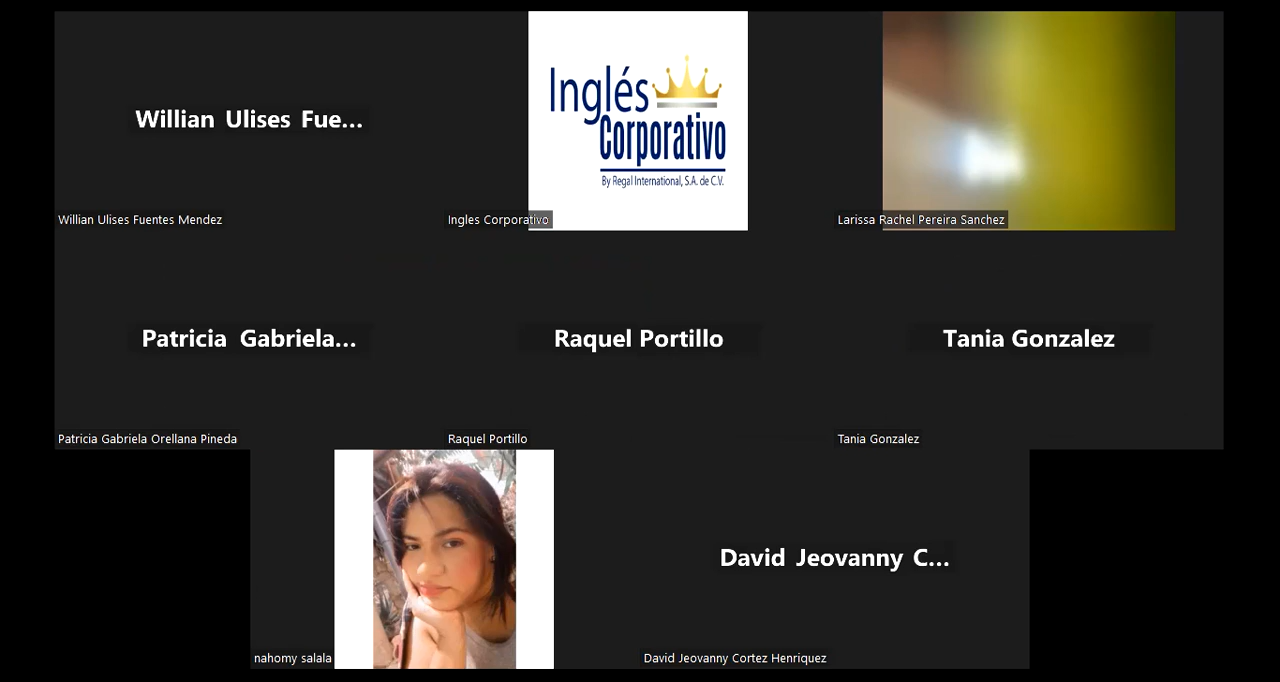 Willian Ulises Fue...
Willian Ulises Fuentes Mendez
Inglés
Corporativo
By Regal International, S.A. de C.V.
Ingles Corporativo
Larissa Rachel Pereira Sanchez
Patricia Gabriela...
Patricia Gabriela Orellana Pineda
Raquel Portillo
Raquel Portillo
Tania Gonzalez
Tania Gonzalez
nahomy salala
David Jeovanny C...
David Jeovanny Cortez Henriquez